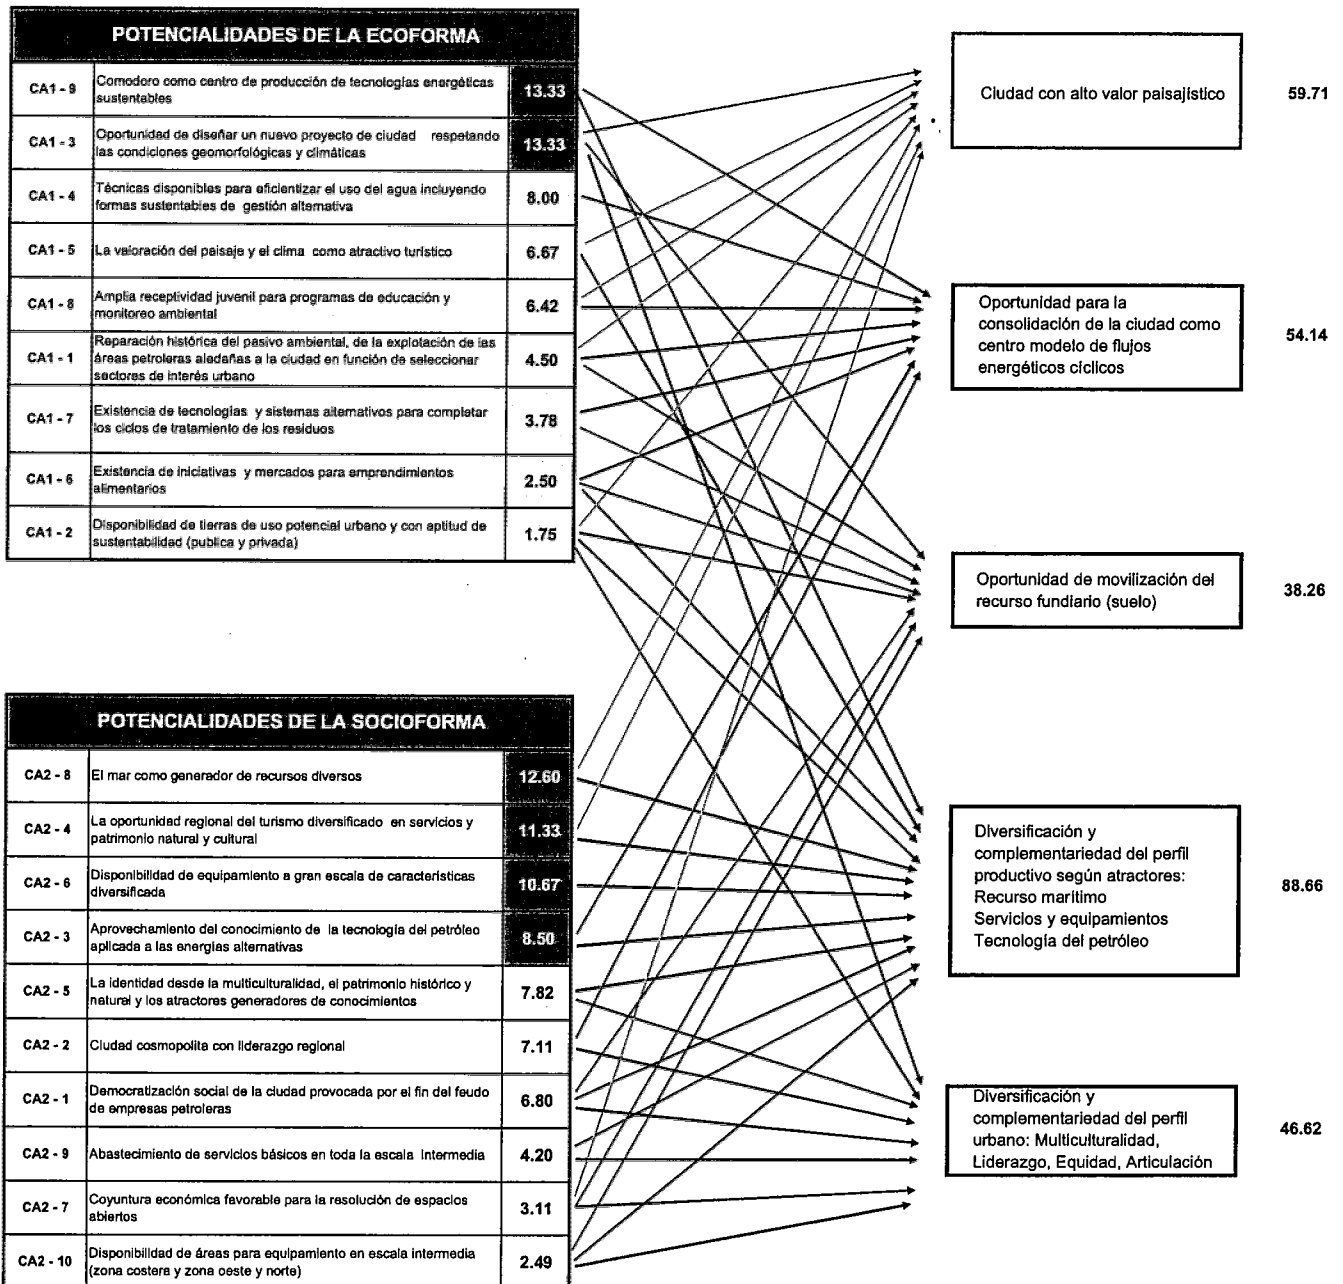 POTENCIALIDADES DE LA ECOFORMA
CA1 - 9
Comodoro como centro de producción de tecnologías energéticas
sustentables
13.33
CA1 - 3
Oportunidad de diseñar un nuevo proyecto de ciudad respetando
las condiciones geomorfológicas y climáticas
13.33
CA1 - 4
Técnicas disponibles para eficientizar el uso del agua incluyendo
formas sustentables de gestión alternativa
8.00
CA1 - 5
La valoración del paisaje y el clima como atractivo turístico
6.67
CA1 - 8
Amplia receptividad juvenil para programas de educación y
monitoreo ambiental
6.42
CA1 - 1
Reparación histórica del pasivo ambiental, de la explotación de las
áreas petroleras aledañas a la ciudad en función de seleccionar
sectores de interés urbano
4.50
CA1 - 7
Existencia de tecnologías y sistemas alternativos para completar
los ciclos de tratamiento de los residuos
3.78
CA1 - 6
Existencia de iniciativas y mercados para emprendimientos
alimentarios
2.50
CA1 - 2
Disponibilidad de tierras de uso potencial urbano y con aptitud de
sustentabilidad (publica y privada)
1.75
POTENCIALIDADES DE LA SOCIOFORMA
CA2 - 8
El mar como generador de recursos diversos
12.60
CA2 - 4
La oportunidad regional del turismo diversificado en servicios y
patrimonio natural y cultural
11.33
CA2 - 6
Disponibilidad de equipamiento a gran escala de características
diversificada
10.67
CA2 - 3
Aprovechamiento del conocimiento de la tecnología del petróleo
aplicada a las energías alternativas
8.50
CA2 - 5
La identidad desde la multiculturalidad, el patrimonio histórico y
natural y los atractores generadores de conocimientos
7.82
CA2 - 2
Ciudad cosmopolita con liderazgo regional
7.11
CA2 - 1
Democratización social de la ciudad provocada por el fin del feudo
de empresas petroleras
6.80
CA2 - 9
Abastecimiento de servicios básicos en toda la escala Intermedia
4.20
CA2 - 7
Coyuntura económica favorable para la resolución de espacios
abiertos
3.11
CA2 - 10
Disponibilidad de áreas para equipamiento en escala intermedia
(zona costera y zona oeste y norte)
2.49
Ciudad con alto valor paisajístico
59.71
Oportunidad para la
consolidación de la ciudad como
centro modelo de flujos
energéticos cíclicos
54.14
Oportunidad de movilización del
recurso fundiario (suelo)
38.26
Diversificación y
complementariedad del perfil
productivo según atractores:
Recurso marítimo
Servicios y equipamientos
Tecnología del petróleo
88.66
Diversificación y
complementariedad del perfil
urbano: Multiculturalidad,
Liderazgo, Equidad, Articulación
46.62